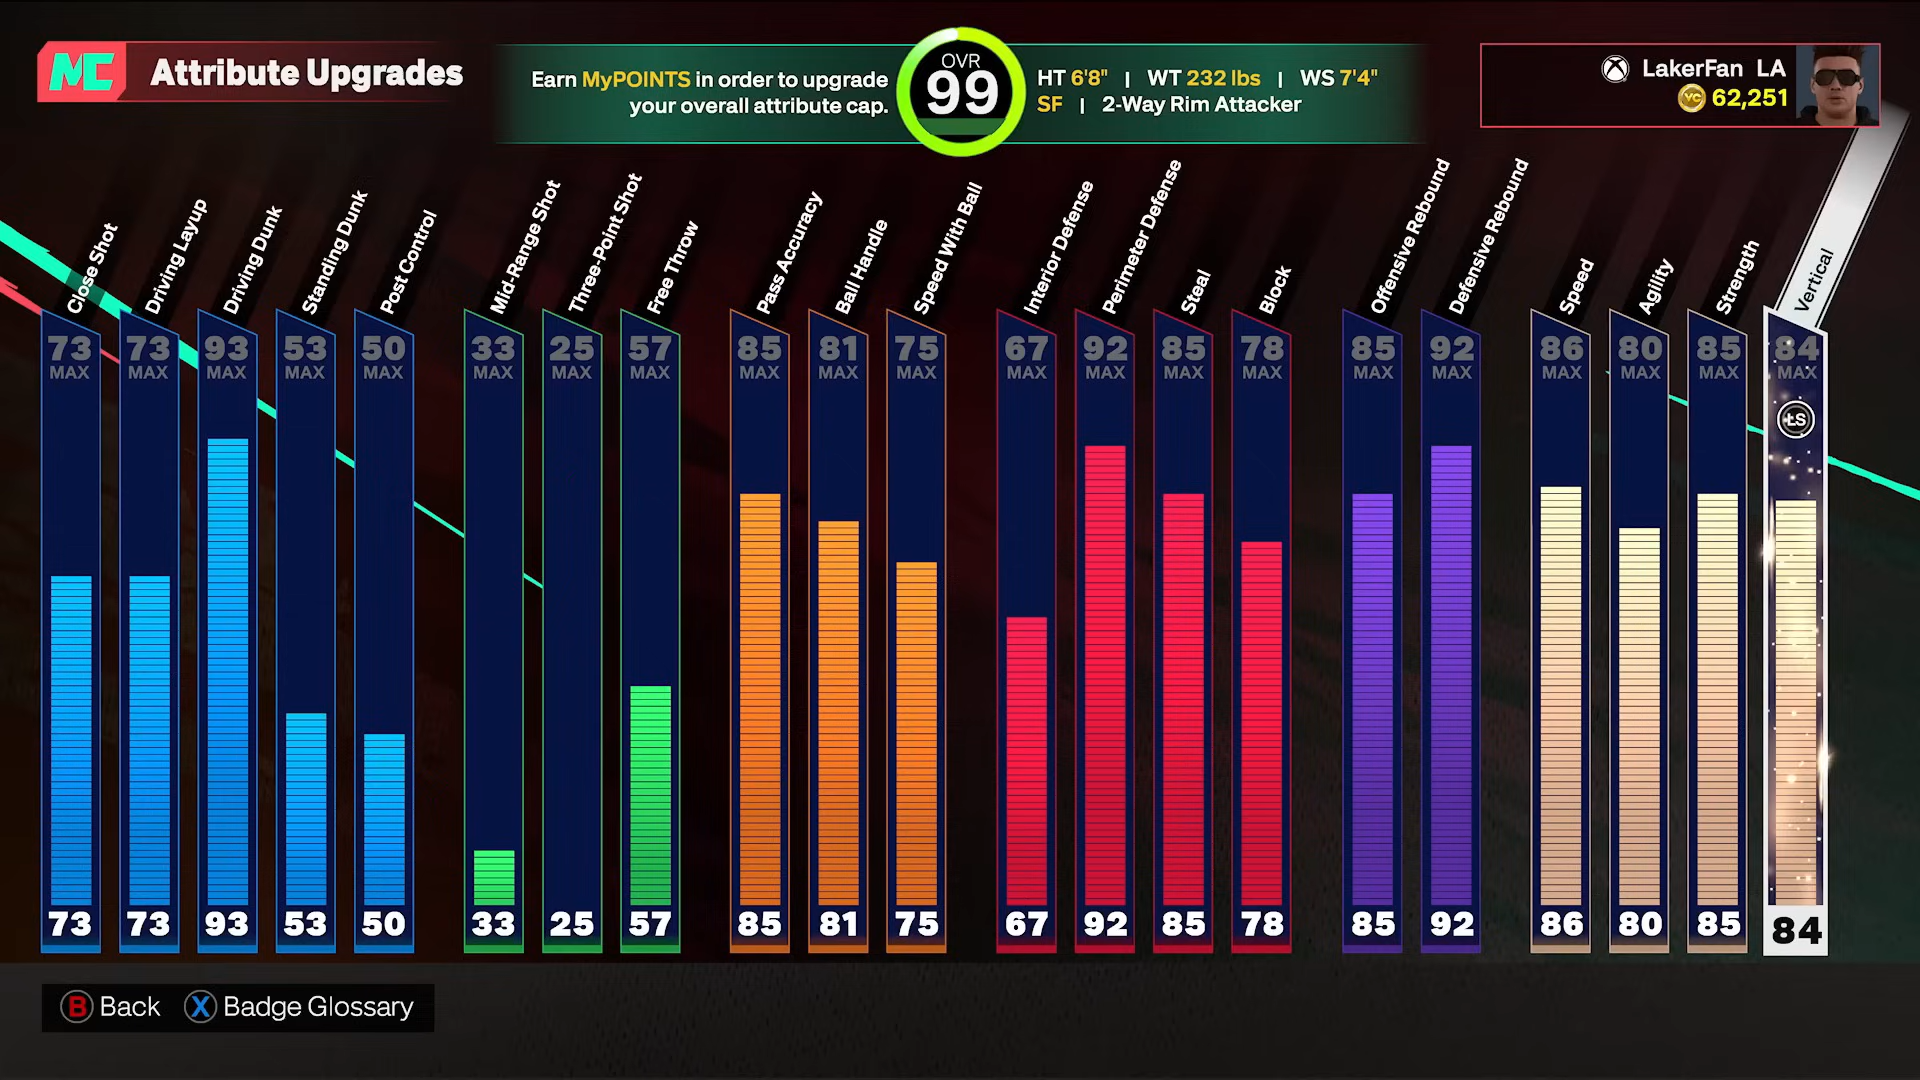 MC Attribute Upgrades
Earn MyPOINTS in order to upgrade
your overall attribute cap.
OVR
99
HT 6'8" | WT 232 lbs | WS 7'4"
SF | 2-Way Rim Attacker
LakerFan LA
VC 62,251
Close Shot
Driving Layup
Driving Dunk
Standing Dunk
Post Control
Mid-Range Shot
Three-Point Shot
Free Throw
Pass Accuracy
Ball Handle
Speed With Ball
Interior Defense
Perimeter Defense
Steal
Block
Offensive Rebound
Defensive Rebound
Speed
Agility
Strength
Vertical
73 73 93 53 50 33 25 57 85 81 75 67 92 85 78 85 92 86 80 85 84
MAX MAX MAX MAX MAX MAX MAX MAX MAX MAX MAX MAX MAX MAX MAX MAX MAX MAX MAX MAX MAX
LS
73 73 93 53 50 33 25 57 85 81 75 67 92 85 78 85 92 86 80 85 84
B Back X Badge Glossary